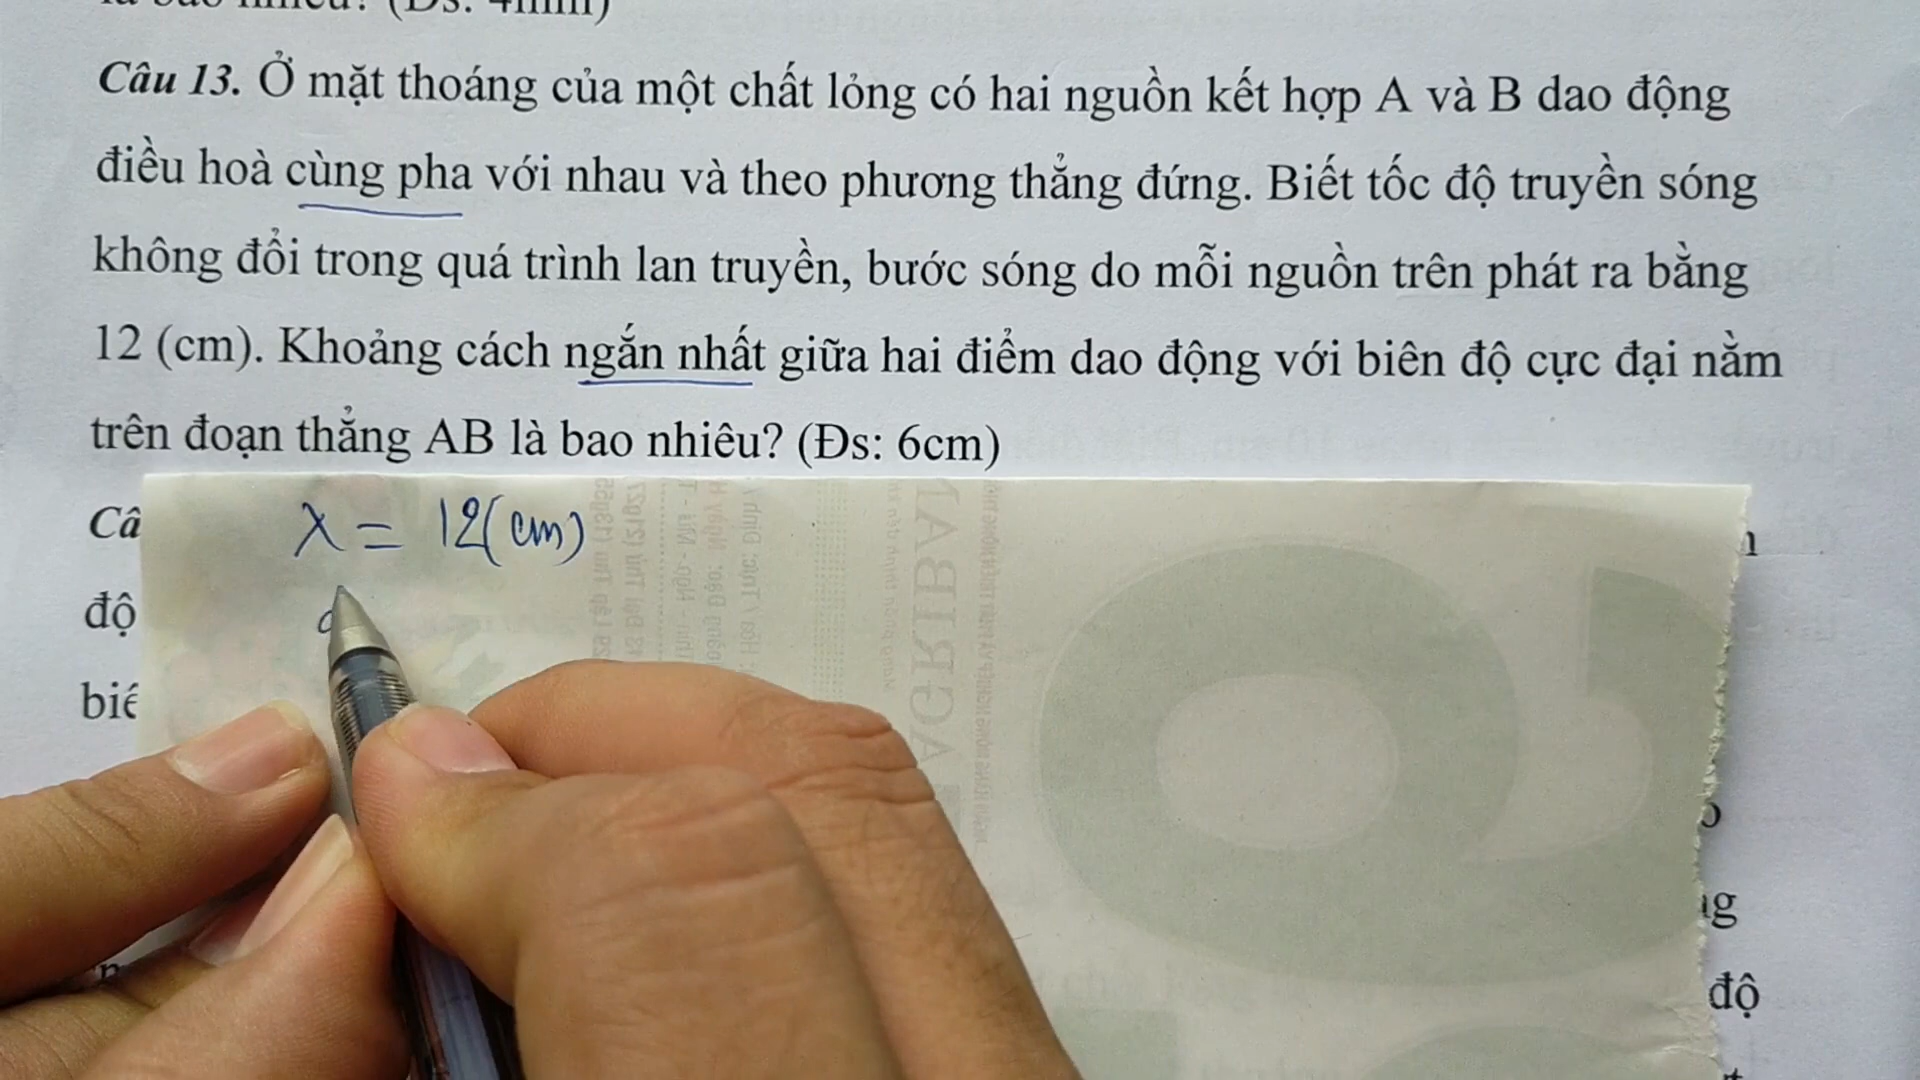 Câu 13. Ở mặt thoáng của một chất lỏng có hai nguồn kết hợp A và B dao động
điều hoà cùng pha với nhau và theo phương thẳng đứng. Biết tốc độ truyền sóng
không đổi trong quá trình lan truyền, bước sóng do mỗi nguồn trên phát ra bằng
12 (cm). Khoảng cách ngắn nhất giữa hai điểm dao động với biên độ cực đại nằm
trên đoạn thẳng AB là bao nhiêu? (Đs: 6cm)
λ = 12(cm)
độ
độ